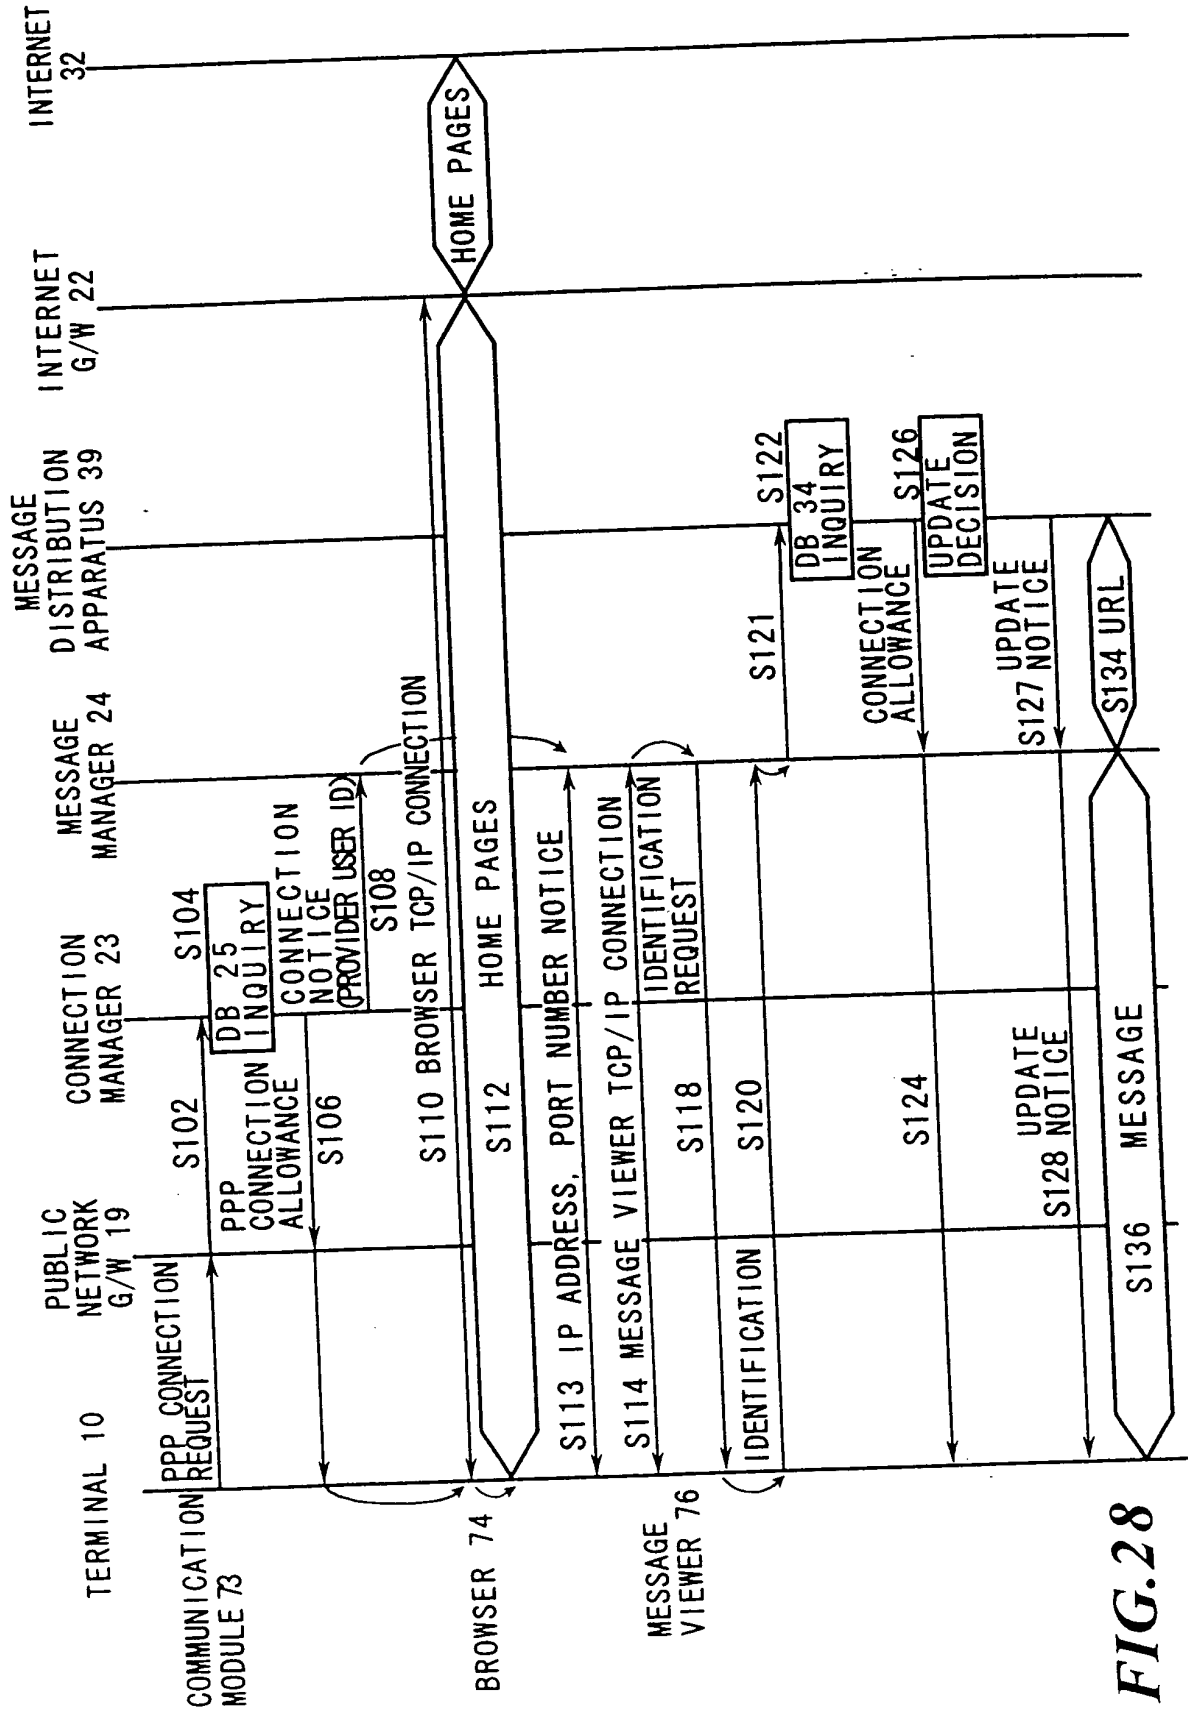 TERMINAL 10
PUBLIC
NETWORK
G/W 19
CONNECTION
MANAGER 23
MESSAGE
MANAGER 24
MESSAGE
DISTRIBUTION
APPARATUS 39
INTERNET
G/W 22
INTERNET
32
COMMUNICATION
MODULE 73
PPP CONNECTION
REQUEST
S102
S104
DB 25
INQUIRY
PPP
CONNECTION
ALLOWANCE
S106
CONNECTION
NOTICE
(PROVIDER USER ID)
S108
S110 BROWSER TCP/IP CONNECTION
BROWSER 74
S112
HOME PAGES
HOME PAGES
S113 IP ADDRESS, PORT NUMBER NOTICE
S114 MESSAGE VIEWER TCP/IP CONNECTION
MESSAGE
VIEWER 76
IDENTIFICATION
REQUEST
S118
IDENTIFICATION
S120
S121
S122
DB 34
INQUIRY
CONNECTION
ALLOWANCE
S124
S126
UPDATE
DECISION
UPDATE
S127 NOTICE
UPDATE
S128 NOTICE
S134 URL
S136
MESSAGE
FIG.28